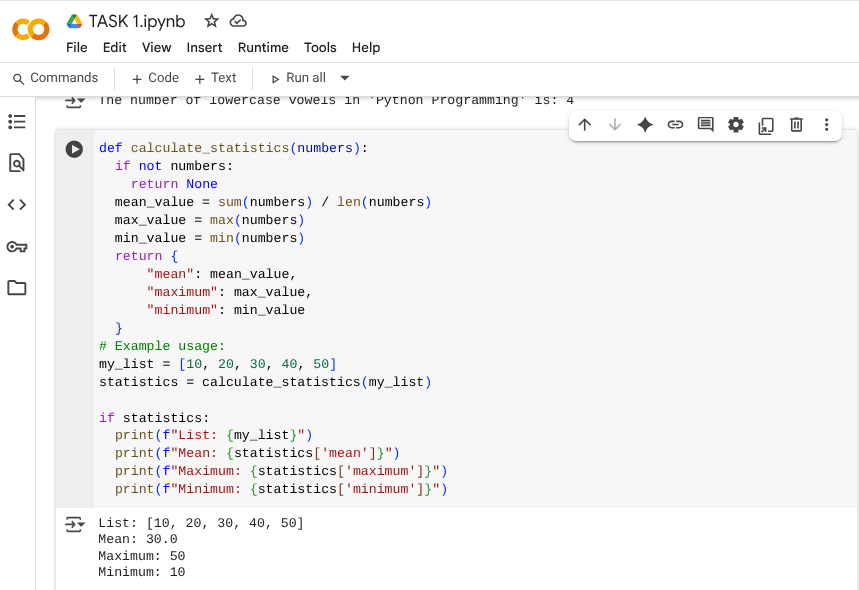 TASK 1.ipynb
File Edit View Insert Runtime Tools Help
Commands + Code + Text Run all
The number of lowercase vowels in 'Python Programming' is: 4
def calculate_statistics(numbers):
  if not numbers:
    return None
  mean_value = sum(numbers) / len(numbers)
  max_value = max(numbers)
  min_value = min(numbers)
  return {
      "mean": mean_value,
      "maximum": max_value,
      "minimum": min_value
  }
# Example usage:
my_list = [10, 20, 30, 40, 50]
statistics = calculate_statistics(my_list)
if statistics:
  print(f"List: {my_list}")
  print(f"Mean: {statistics['mean']}")
  print(f"Maximum: {statistics['maximum']}")
  print(f"Minimum: {statistics['minimum']}")
List: [10, 20, 30, 40, 50]
Mean: 30.0
Maximum: 50
Minimum: 10